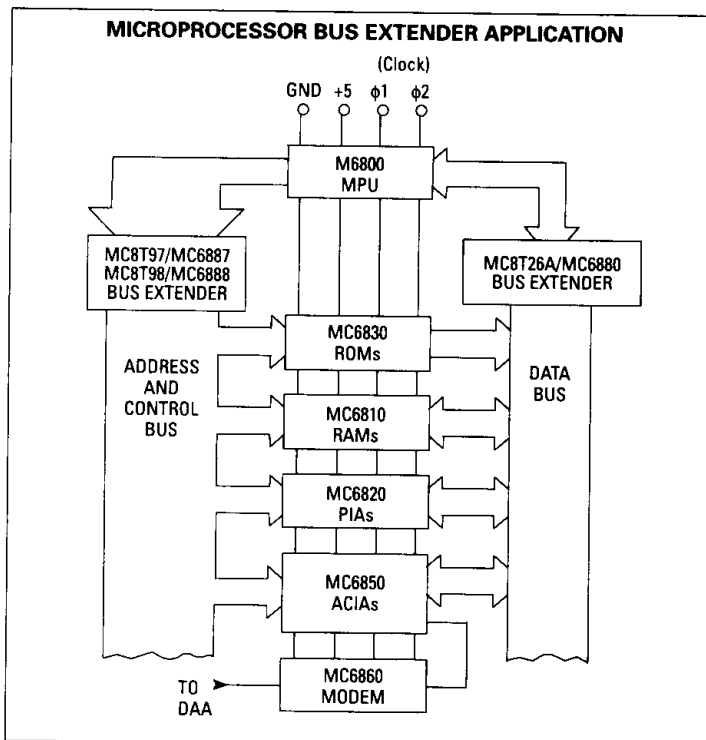 MICROPROCESSOR BUS EXTENDER APPLICATION
(Clock)
GND +5 ϕ1 ϕ2
M6800
MPU
MC8T97/MC6887
MC8T98/MC6888
BUS EXTENDER
MC8T26A/MC6880
BUS EXTENDER
MC6830
ROMs
ADDRESS
AND
CONTROL
BUS
DATA
BUS
MC6810
RAMs
MC6820
PIAs
MC6850
ACIAs
MC6860
MODEM
TO
DAA